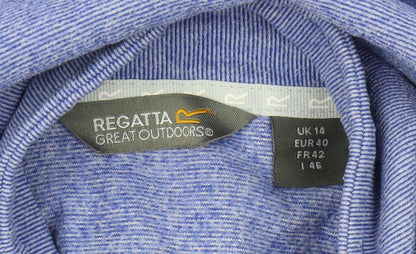 REGATTA
GREAT OUTDOORS®
UK 14
EUR 40
FR 42
I 46